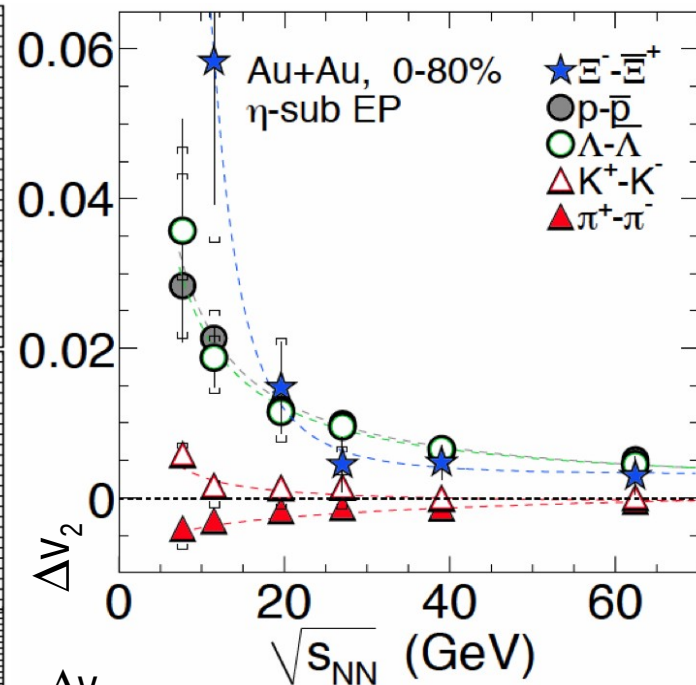 0.06
0.04
0.02
0
Δv₂
Au+Au, 0-80%
η-sub EP
Ξ⁻-Ξ̅⁺
p-p̅
Λ-Λ̅
K⁺-K⁻
π⁺-π⁻
0 20 40 60
√sNN (GeV)
Δv